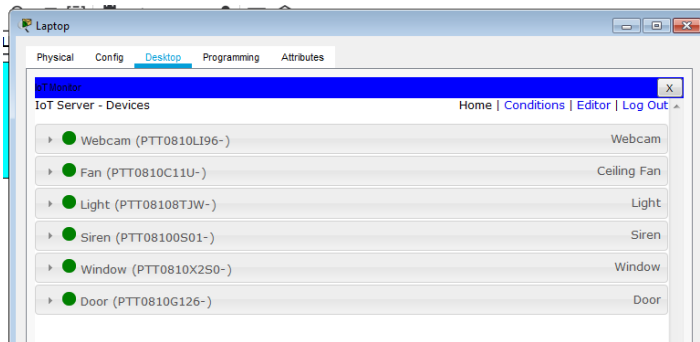 Laptop
Physical Config Desktop Programming Attributes
IoT Monitor X
IoT Server - Devices Home | Conditions | Editor | Log Out
Webcam (PTT0810LI96-) Webcam
Fan (PTT0810C11U-) Ceiling Fan
Light (PTT08108TJW-) Light
Siren (PTT08100S01-) Siren
Window (PTT0810X2S0-) Window
Door (PTT0810G126-) Door